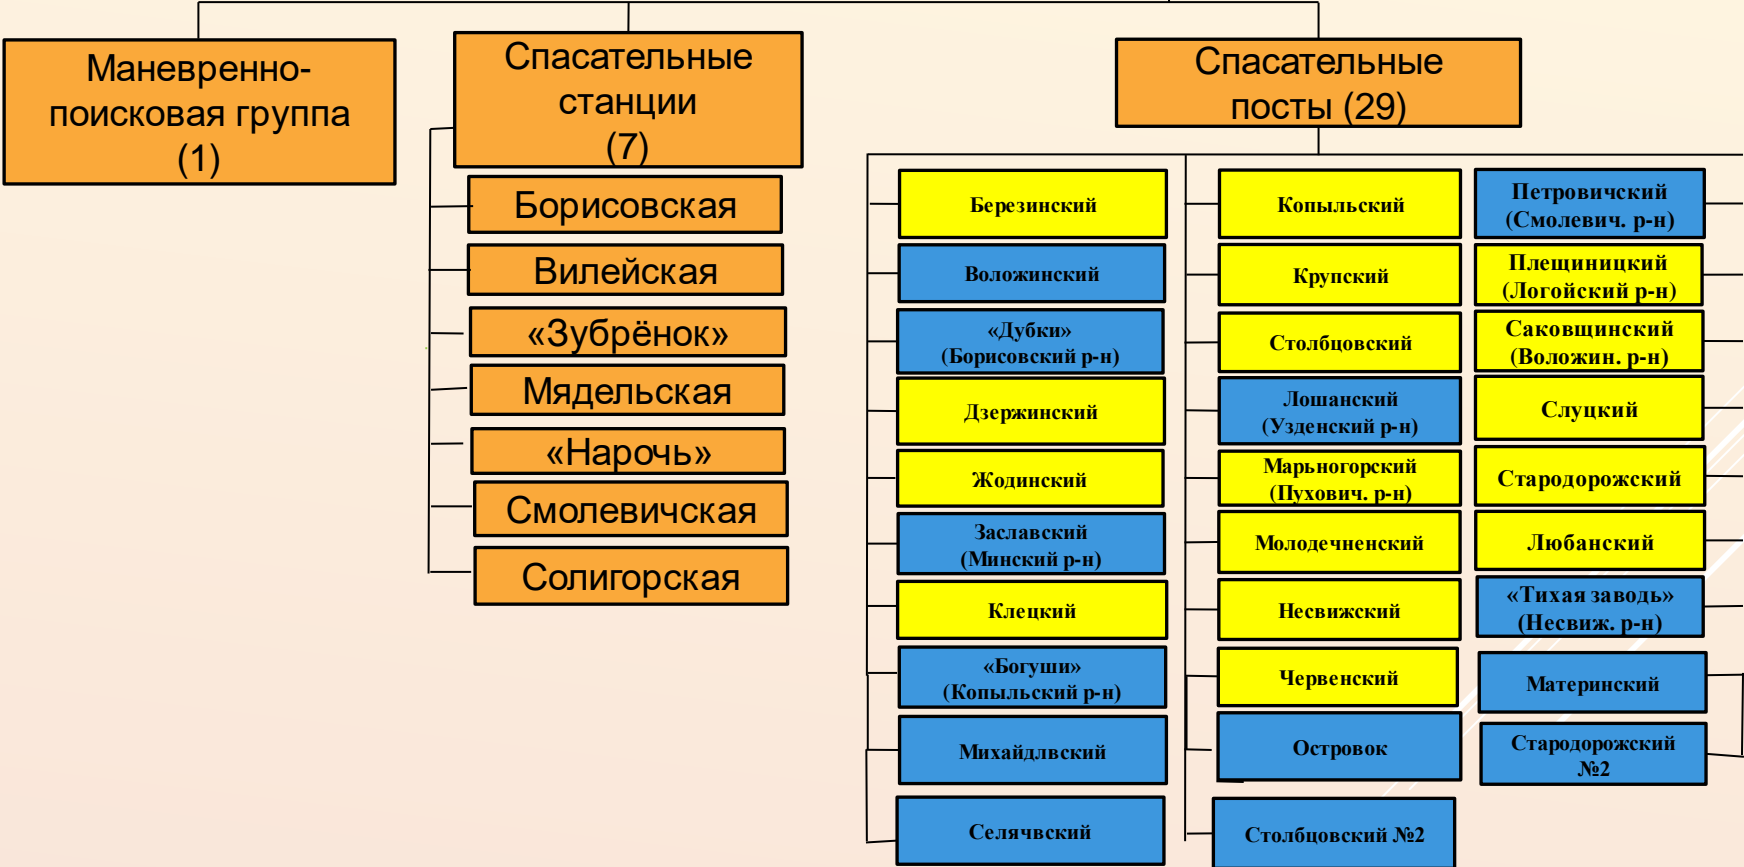 Маневренно-
поисковая группа
(1)
Спасательные
станции
(7)
Борисовская
Вилейская
«Зубрёнок»
Мядельская
«Нарочь»
Смолевичская
Солигорская
Спасательные
посты (29)
Березинский
Воложинский
«Дубки»
(Борисовский р-н)
Дзержинский
Жодинский
Заславский
(Минский р-н)
Клецкий
«Богуши»
(Копыльский р-н)
Михайдлвский
Селячвский
Копыльский
Крупский
Столбцовский
Лошанский
(Узденский р-н)
Марьногорский
(Пухович. р-н)
Молодечненский
Несвижский
Червенский
Островок
Столбцовский №2
Петровичский
(Смолевич. р-н)
Плещиницкий
(Логойский р-н)
Саковщинский
(Воложин. р-н)
Слуцкий
Стародорожский
Любанский
«Тихая заводь»
(Несвиж. р-н)
Материнский
Стародорожский
№2